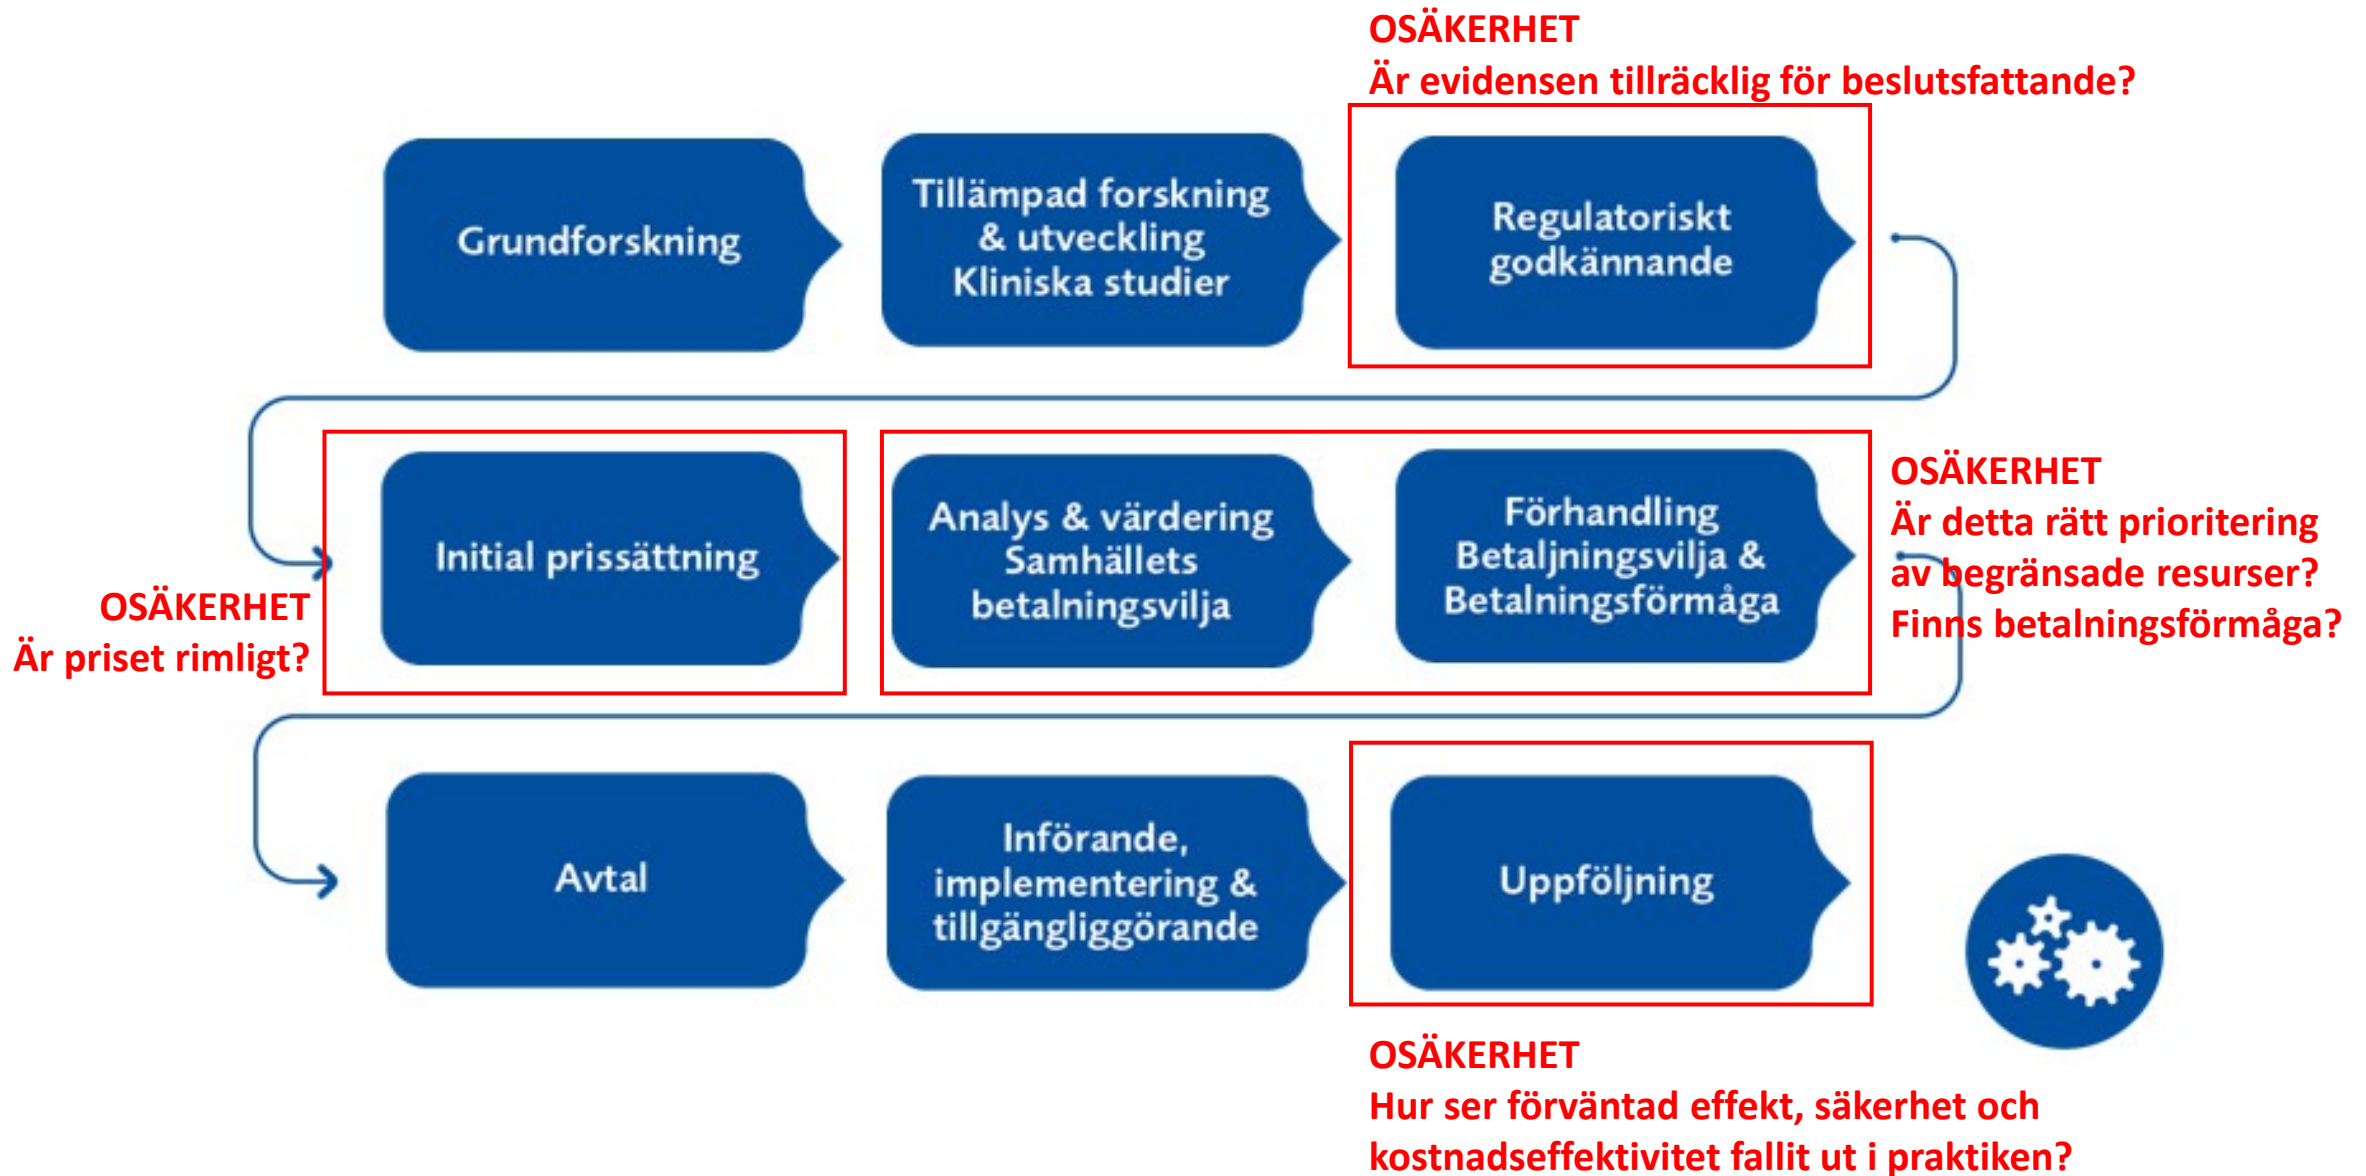 OSÄKERHET
Är evidensen tillräcklig för beslutsfattande?
Grundforskning
Tillämpad forskning
& utveckling
Kliniska studier
Regulatoriskt
godkännande
OSÄKERHET
Är priset rimligt?
Initial prissättning
Analys & värdering
Samhällets
betalningsvilja
Förhandling
Betaljningsvilja &
Betalningsförmåga
OSÄKERHET
Är detta rätt prioritering
av begränsade resurser?
Finns betalningsförmåga?
Avtal
Införande,
implementering &
tillgängliggörande
Uppföljning
OSÄKERHET
Hur ser förväntad effekt, säkerhet och
kostnadseffektivitet fallit ut i praktiken?